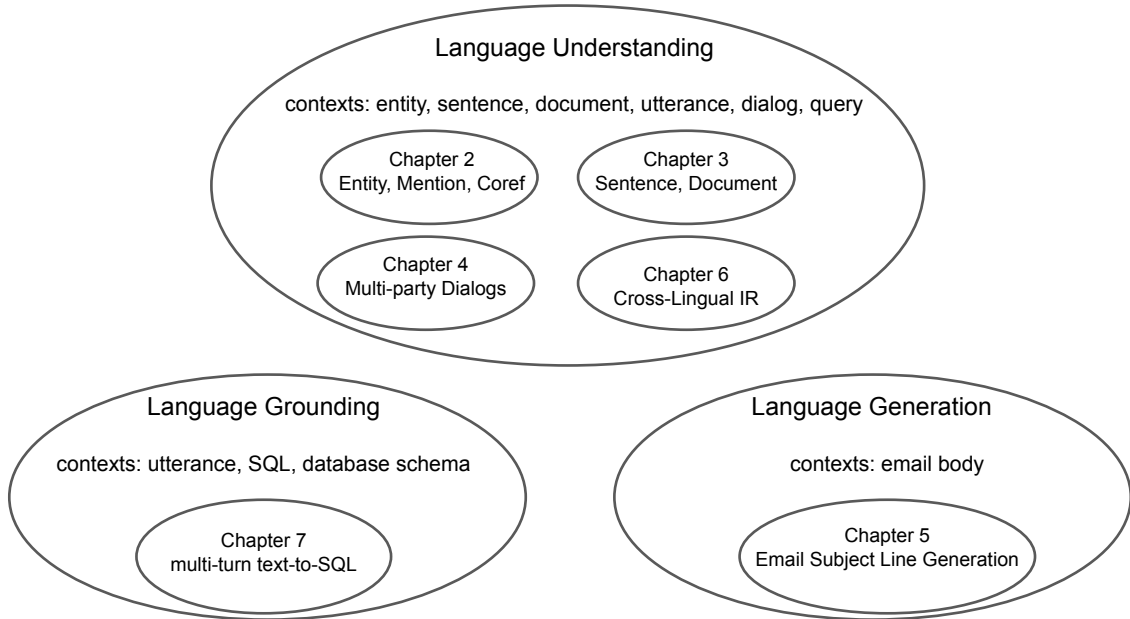 Language Understanding
contexts: entity, sentence, document, utterance, dialog, query
Chapter 2
Entity, Mention, Coref
Chapter 3
Sentence, Document
Chapter 4
Multi-party Dialogs
Chapter 6
Cross-Lingual IR
Language Grounding
contexts: utterance, SQL, database schema
Chapter 7
multi-turn text-to-SQL
Language Generation
contexts: email body
Chapter 5
Email Subject Line Generation